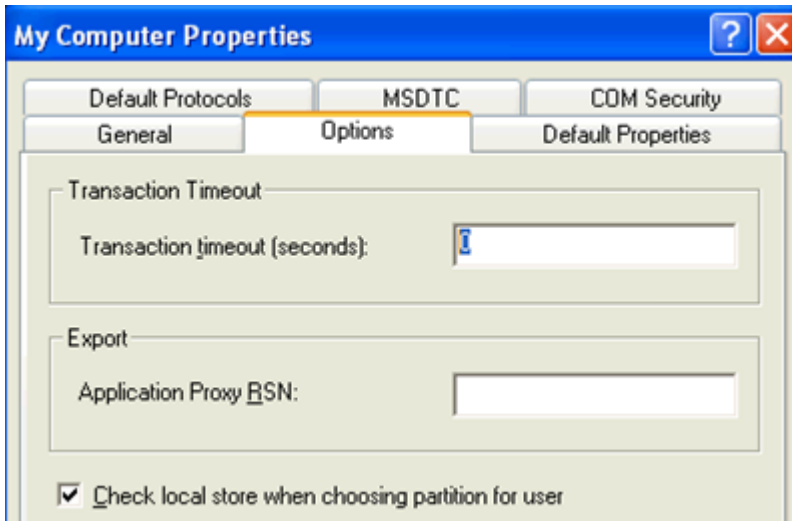 My Computer Properties
Default Protocols MSDTC COM Security
General Options Default Properties
Transaction Timeout
Transaction timeout (seconds): 0
Export
Application Proxy RSN:
Check local store when choosing partition for user